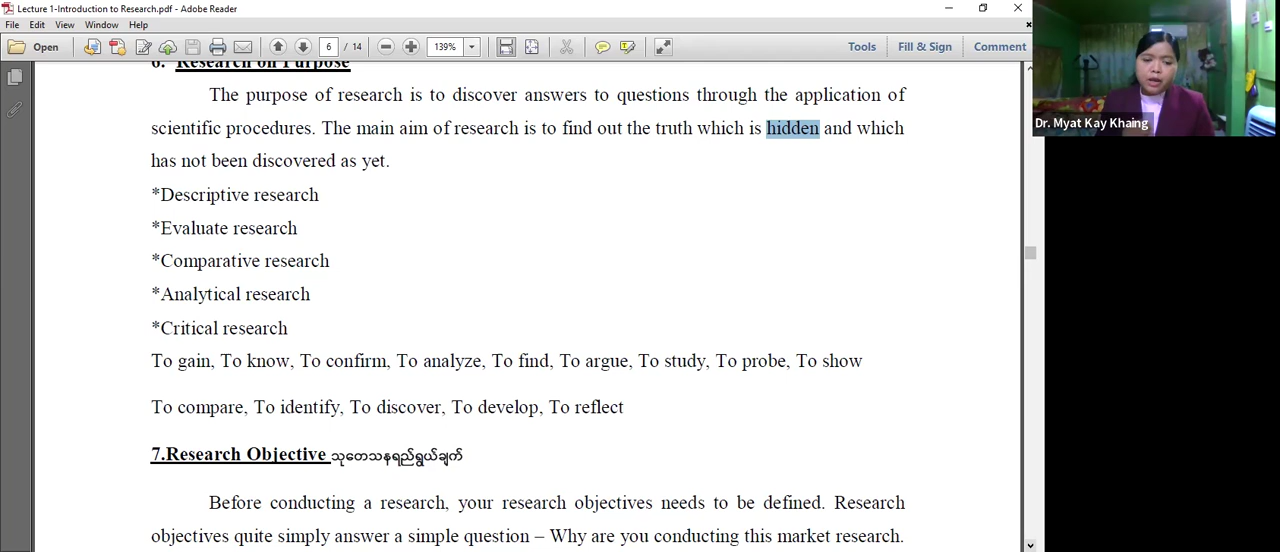 Lecture 1-Introduction to Research.pdf - Adobe Reader
File Edit View Window Help
Open 6 / 14 139% Tools Fill & Sign Comment
6. Research on Purpose
The purpose of research is to discover answers to questions through the application of
scientific procedures. The main aim of research is to find out the truth which is hidden and which
has not been discovered as yet.
*Descriptive research
*Evaluate research
*Comparative research
*Analytical research
*Critical research
To gain, To know, To confirm, To analyze, To find, To argue, To study, To probe, To show
To compare, To identify, To discover, To develop, To reflect
7.Research Objective သုတေသနရည်ရွယ်ချက်
Before conducting a research, your research objectives needs to be defined. Research
objectives quite simply answer a simple question – Why are you conducting this market research.
Dr. Myat Kay Khaing